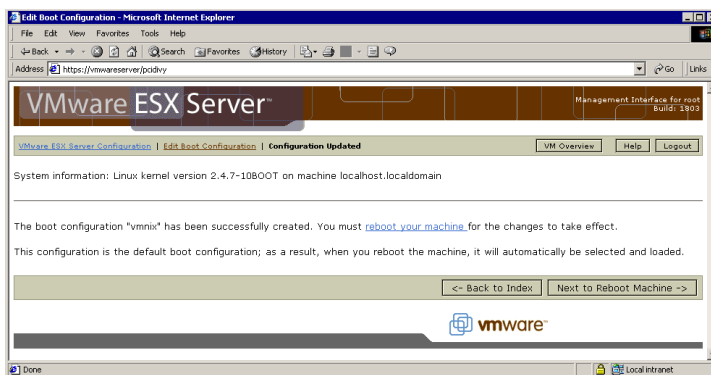 Edit Boot Configuration - Microsoft Internet Explorer
File Edit View Favorites Tools Help
Back Search Favorites History
Address https://vmwareserver/pcidivy Go Links
VMware ESX Server™ Management Interface for root
Build: 1803
VMware ESX Server Configuration | Edit Boot Configuration | Configuration Updated VM Overview Help Logout
System information: Linux kernel version 2.4.7-10BOOT on machine localhost.localdomain
The boot configuration "vmnix" has been successfully created. You must reboot your machine for the changes to take effect.
This configuration is the default boot configuration; as a result, when you reboot the machine, it will automatically be selected and loaded.
<- Back to Index Next to Reboot Machine ->
vmware™
Done Local intranet